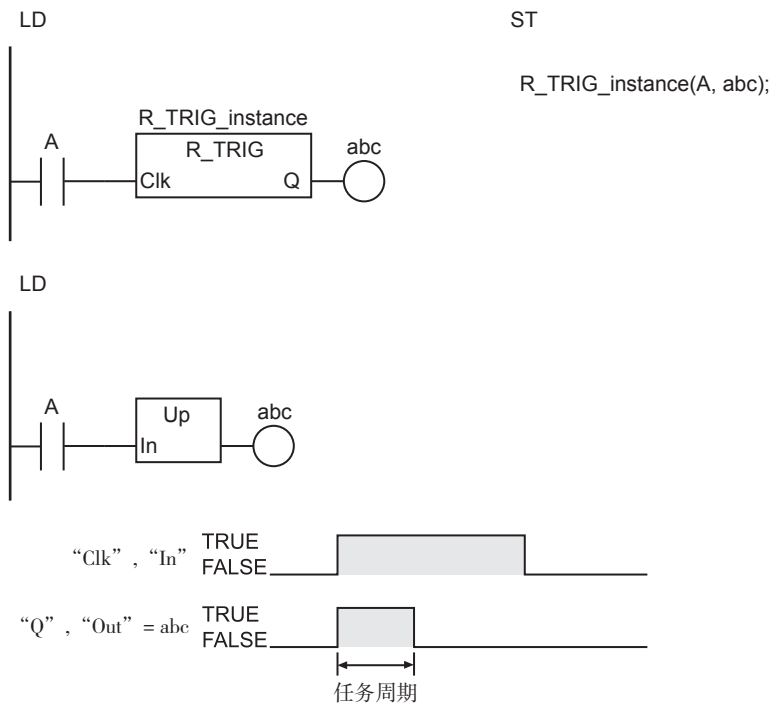 LD
ST
R_TRIG_instance(A, abc);
R_TRIG_instance
A
R_TRIG
abc
Clk
Q
LD
A
Up
abc
In
“Clk”，“In”
TRUE
FALSE
“Q”，“Out” = abc
TRUE
FALSE
任务周期